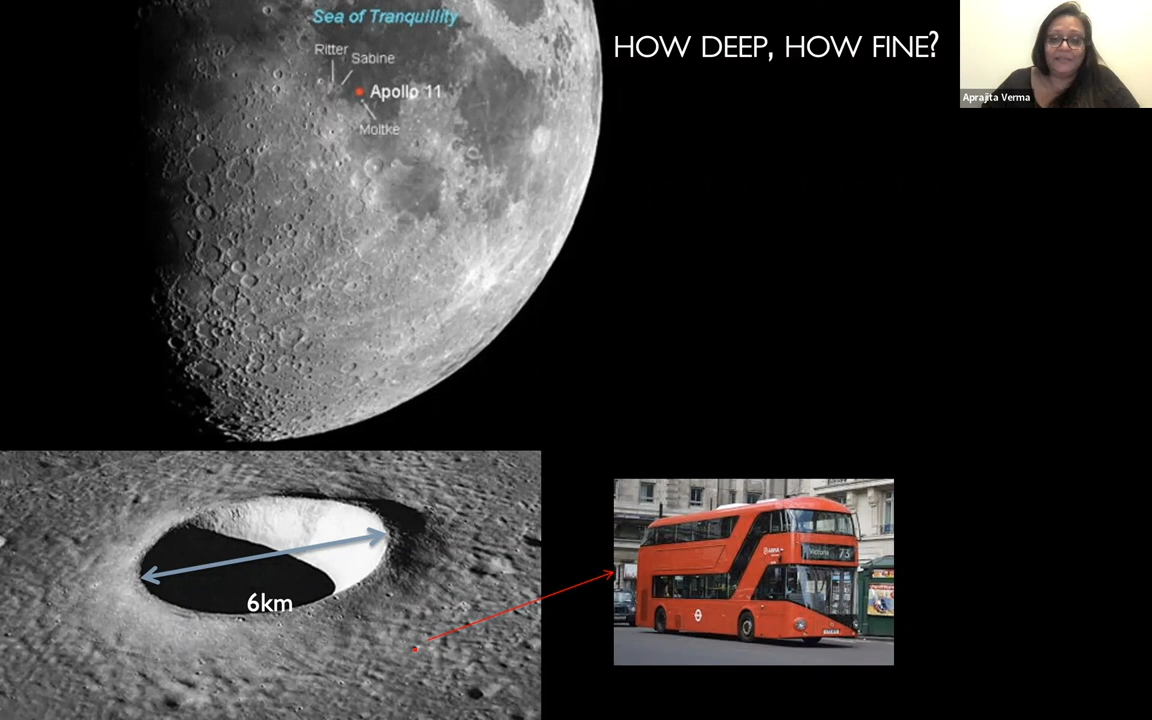 Sea of Tranquillity
HOW DEEP, HOW FINE?
Ritter
Sabine
Apollo 11
Moltke
Aprajita Verma
6km
Victoria 73